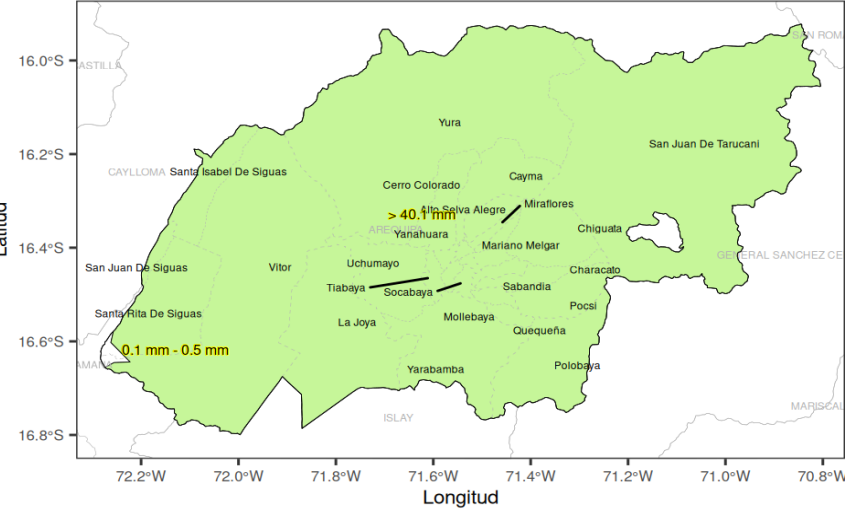 SAN ROMA
16.0°S
ASTILLA
Yura
San Juan De Tarucani
16.2°S
CAYLLOMA Santa Isabel De Siguas
Cayma
Cerro Colorado
Miraflores
Alto Selva Alegre
> 40.1 mm
Chiguata
AREQUIPA
Yanahuara
16.4°S
Mariano Melgar
GENERAL SANCHEZ CE
Uchumayo
San Juan De Siguas
Vitor
Characato
Tiabaya
Socabaya
Sabandia
Pocsi
Santa Rita De Siguas
Mollebaya
La Joya
Quequeña
16.6°S
0.1 mm - 0.5 mm
AMANA
Yarabamba
Polobaya
MARISCAL
ISLAY
16.8°S
72.2°W 72.0°W 71.8°W 71.6°W 71.4°W 71.2°W 71.0°W 70.8°W
Longitud
Latitud